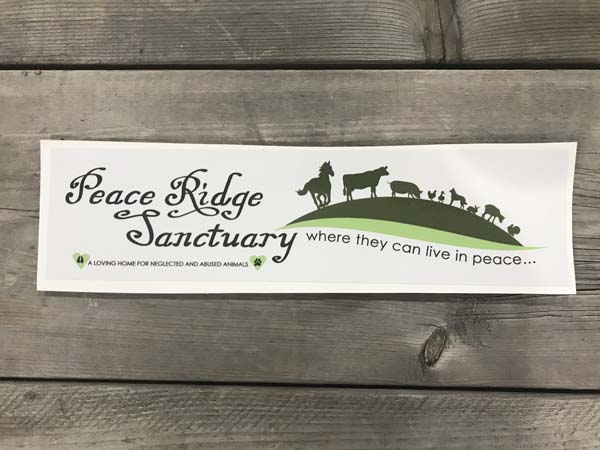 Peace Ridge
Sanctuary
where they can live in peace...
A LOVING HOME FOR NEGLECTED AND ABUSED ANIMALS